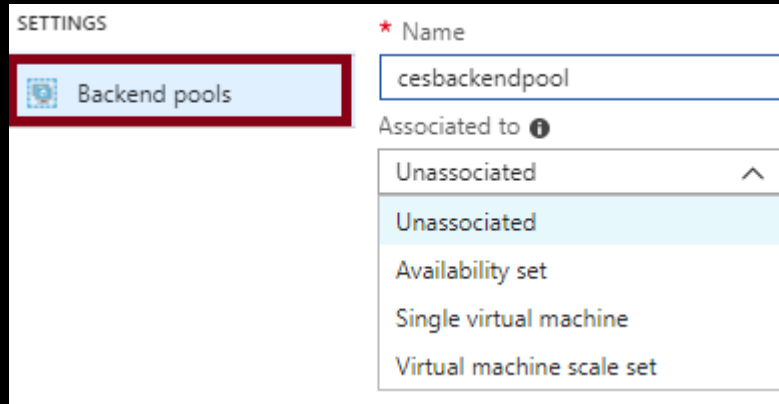 SETTINGS
Backend pools
* Name
cesbackendpool
Associated to
Unassociated
Unassociated
Availability set
Single virtual machine
Virtual machine scale set